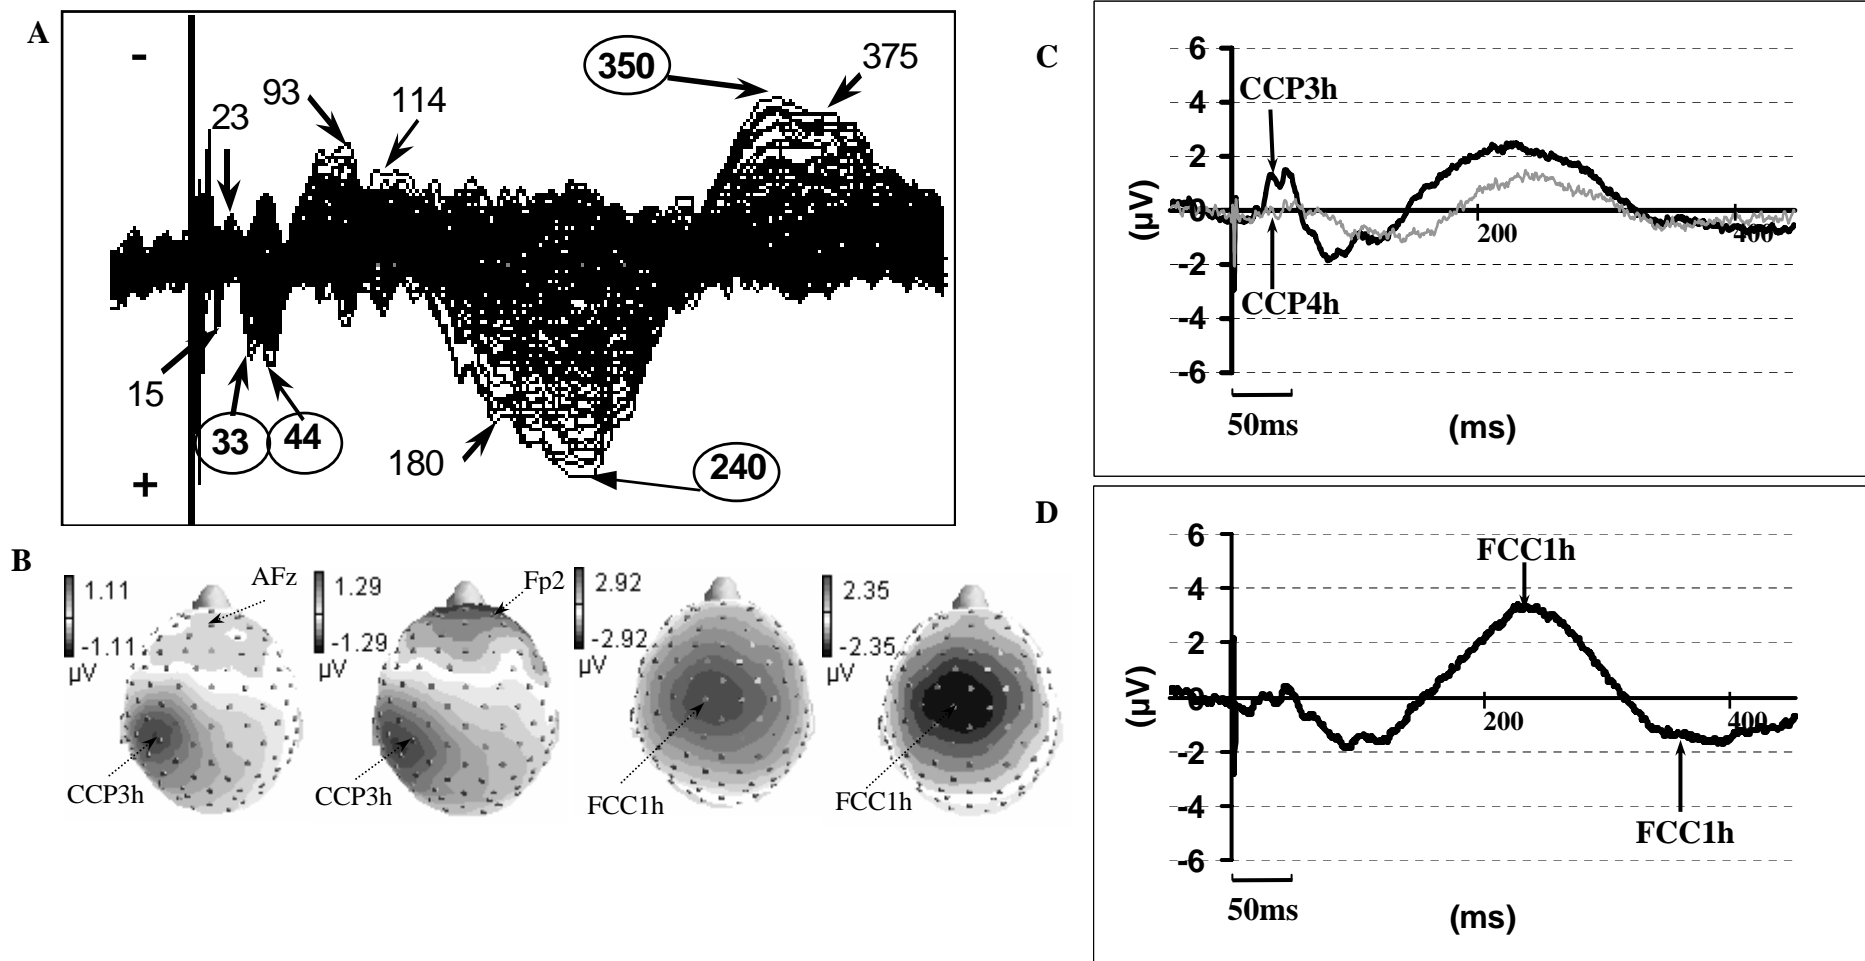 A
-
93
114
23
350
375
15
33
44
180
240
+
B
1.11
-1.11
µV
AFz
CCP3h
1.29
-1.29
µV
Fp2
CCP3h
2.92
-2.92
µV
FCC1h
2.35
-2.35
FCC1h
C
6
4
2
0
-2
-4
-6
(µV)
CCP3h
CCP4h
200
400
50ms
(ms)
D
6
4
2
0
-2
-4
-6
(µV)
FCC1h
200
400
FCC1h
50ms
(ms)